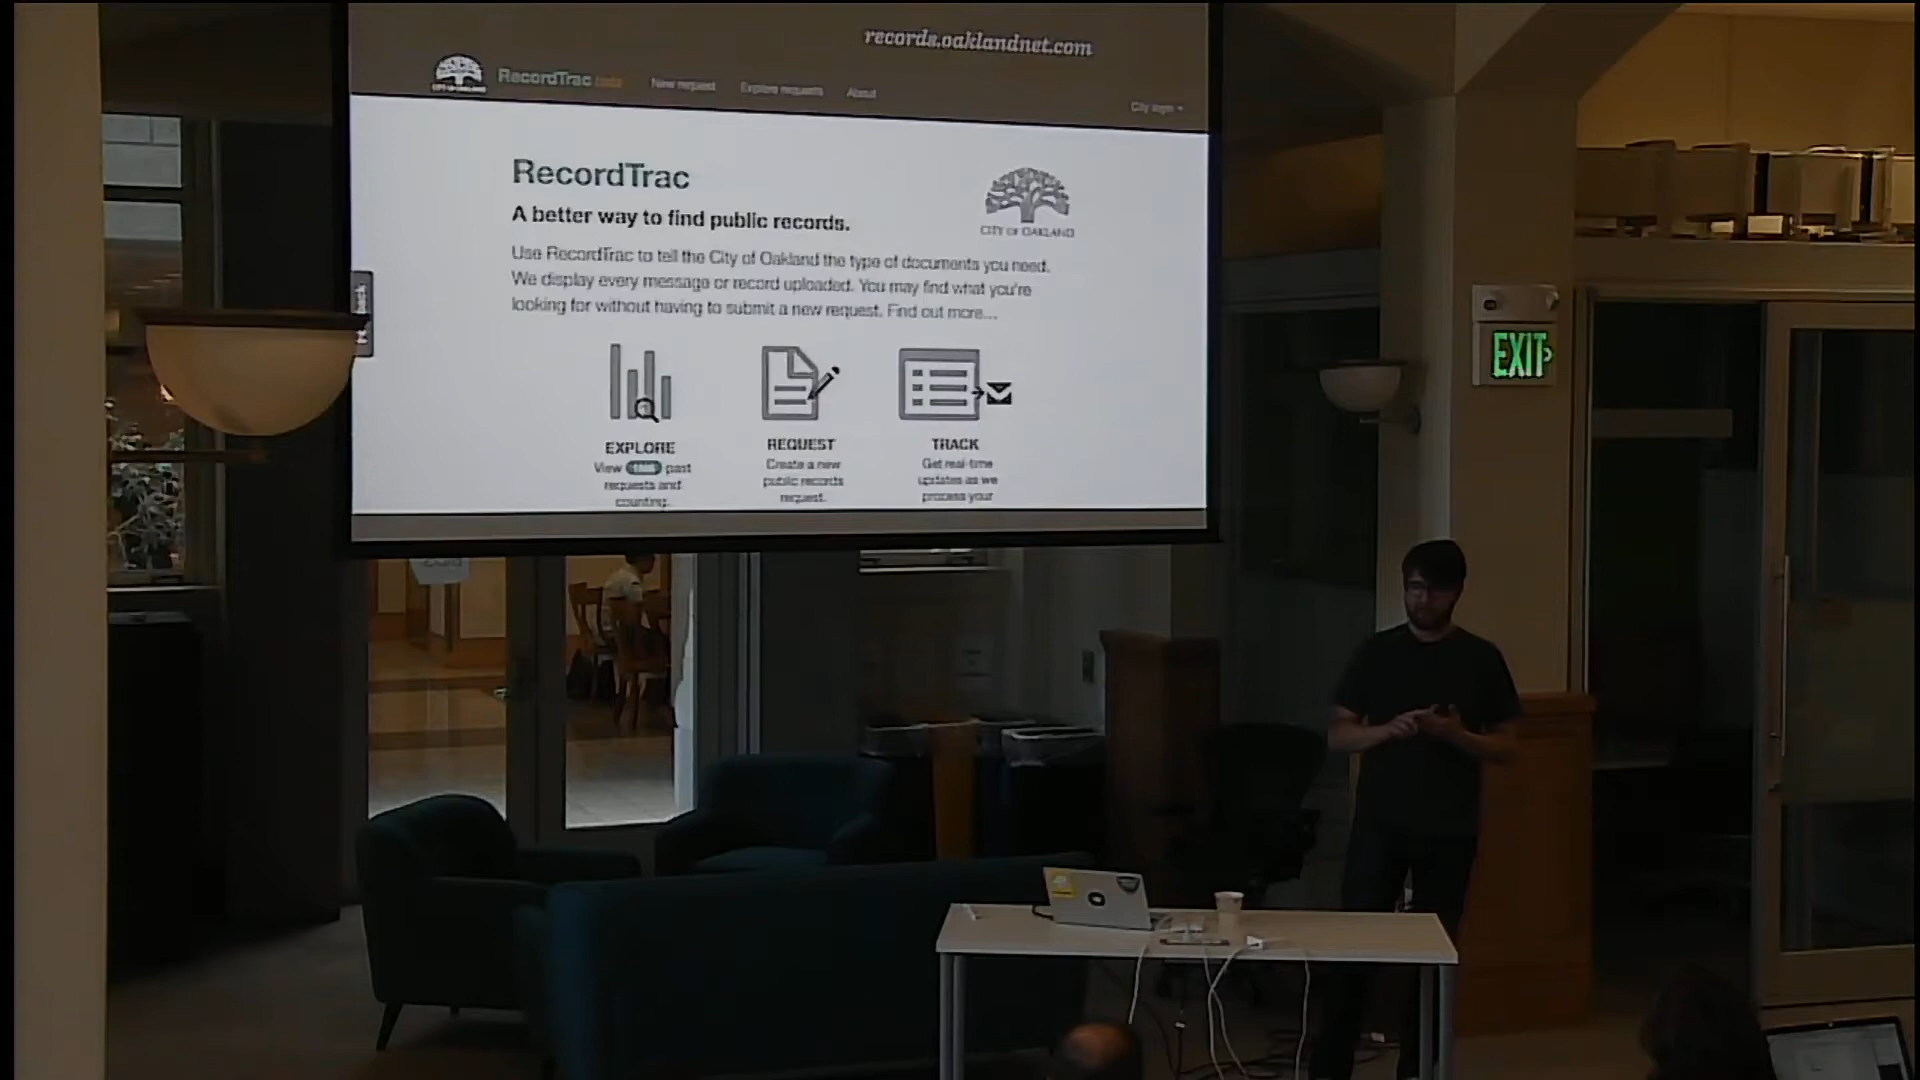 records.oaklandnet.com
CITY OF OAKLAND
RecordTrac beta
New request
Explore requests
About
City login
RecordTrac
A better way to find public records.
CITY OF OAKLAND
Use RecordTrac to tell the City of Oakland the type of documents you need.
We display every message or record uploaded. You may find what you're
looking for without having to submit a new request. Find out more...
EXPLORE
View past
requests and
counting.
REQUEST
Create a new
public records
request.
TRACK
Get real-time
updates as we
process your
EXIT